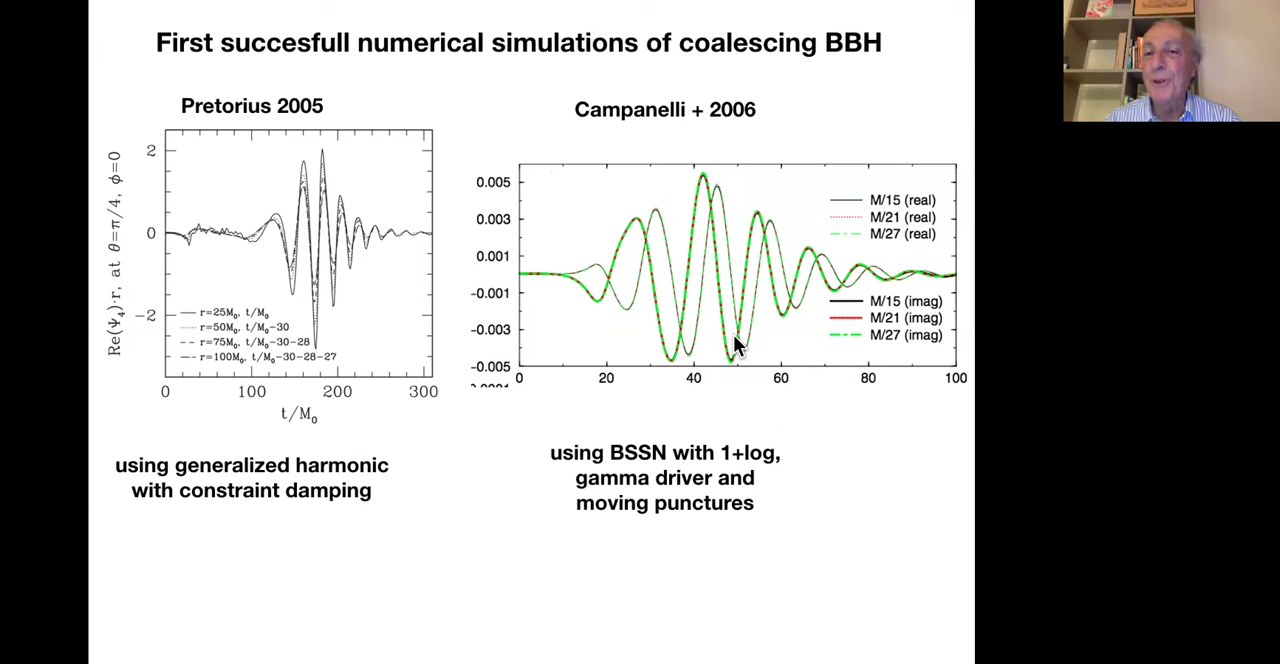 First succesfull numerical simulations of coalescing BBH
Pretorius 2005
Re(Ψ₄)·r, at θ=π/4, φ=0
2
0
−2
r=25M₀, t/M₀
r=50M₀, t/M₀−30
r=75M₀, t/M₀−30−28
r=100M₀, t/M₀−30−28−27
0 100 200 300
t/M₀
using generalized harmonic
with constraint damping
Campanelli + 2006
0.005
0.003
0.001
-0.001
-0.003
-0.005
M/15 (real)
M/21 (real)
M/27 (real)
M/15 (imag)
M/21 (imag)
M/27 (imag)
0 20 40 60 80 100
using BSSN with 1+log,
gamma driver and
moving punctures